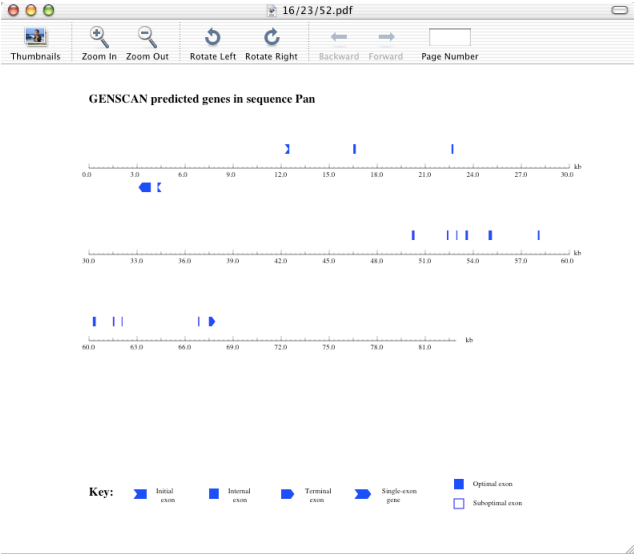 16/23/52.pdf
Thumbnails Zoom In Zoom Out Rotate Left Rotate Right Backward Forward Page Number
GENSCAN predicted genes in sequence Pan
kb
0.0 3.0 6.0 9.0 12.0 15.0 18.0 21.0 24.0 27.0 30.0
kb
30.0 33.0 36.0 39.0 42.0 45.0 48.0 51.0 54.0 57.0 60.0
kb
60.0 63.0 66.0 69.0 72.0 75.0 78.0 81.0
Key:
Initial
exon
Internal
exon
Terminal
exon
Single-exon
gene
Optimal exon
Suboptimal exon